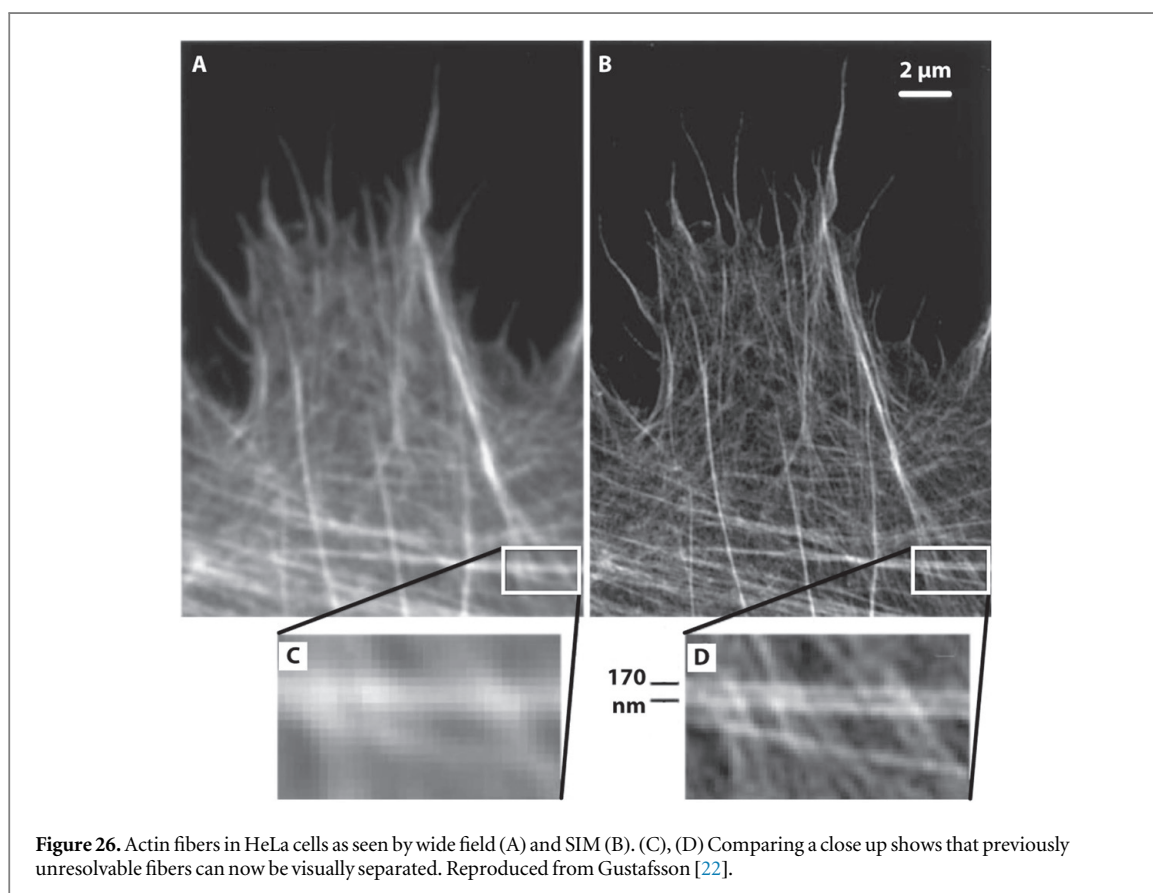 A
B
2 μm
C
170
nm
D
Figure 26. Actin fibers in HeLa cells as seen by wide field (A) and SIM (B). (C), (D) Comparing a close up shows that previously
unresolvable fibers can now be visually separated. Reproduced from Gustafsson [22].